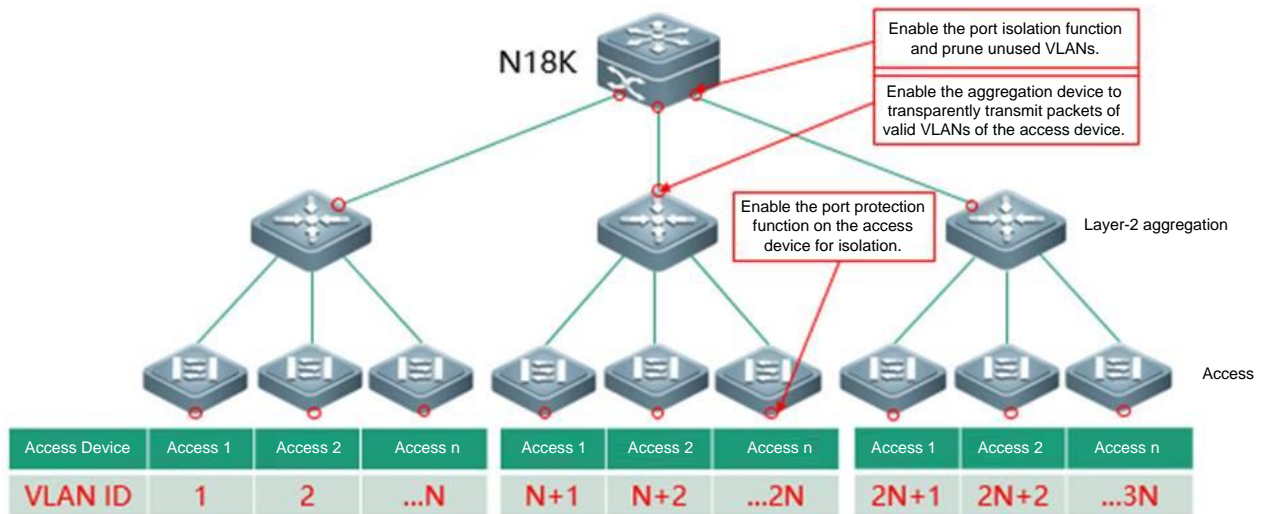 N18K
Enable the port isolation function
and prune unused VLANs.
Enable the aggregation device to
transparently transmit packets of
valid VLANs of the access device.
Enable the port protection
function on the access
device for isolation.
Layer-2 aggregation
Access
Access Device Access 1 Access 2 Access n Access 1 Access 2 Access n Access 1 Access 2 Access n
VLAN ID 1 2 ...N N+1 N+2 ...2N 2N+1 2N+2 ...3N